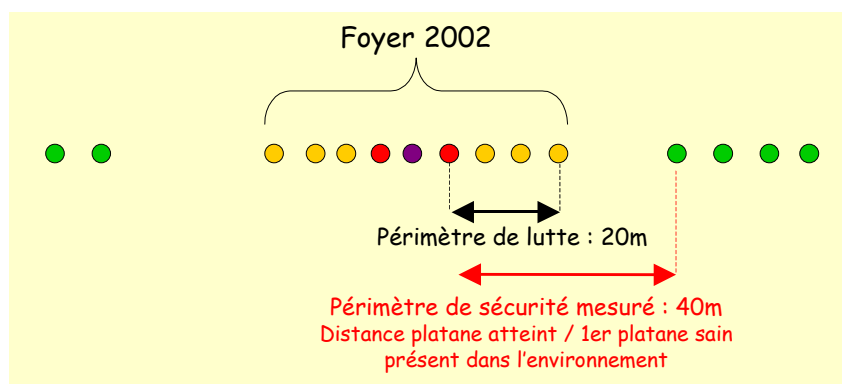 Foyer 2002
Périmètre de lutte : 20m
Périmètre de sécurité mesuré : 40m
Distance platane atteint / 1er platane sain
présent dans l'environnement